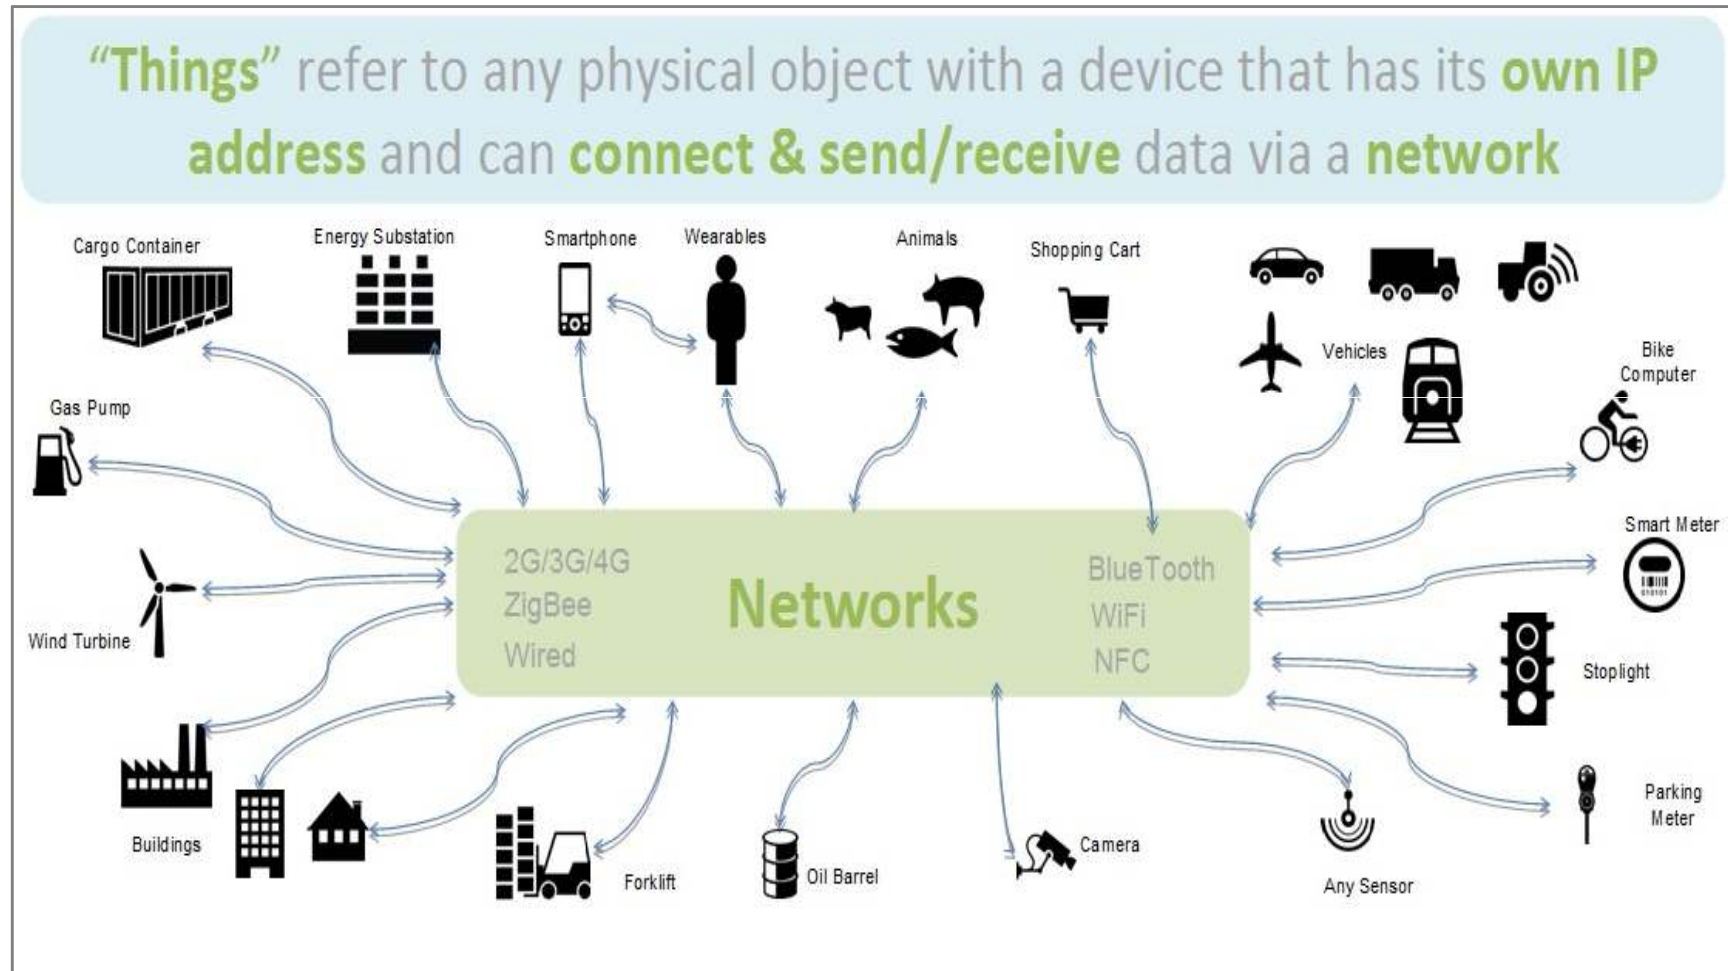 “Things” refer to any physical object with a device that has its own IP
address and can connect & send/receive data via a network
Cargo Container
Energy Substation
Smartphone
Wearables
Animals
Shopping Cart
Vehicles
Bike
Computer
Gas Pump
Smart Meter
010101
Wind Turbine
2G/3G/4G
ZigBee
Wired
Networks
BlueTooth
WiFi
NFC
Stoplight
Buildings
Forklift
Oil Barrel
Camera
Any Sensor
Parking
Meter